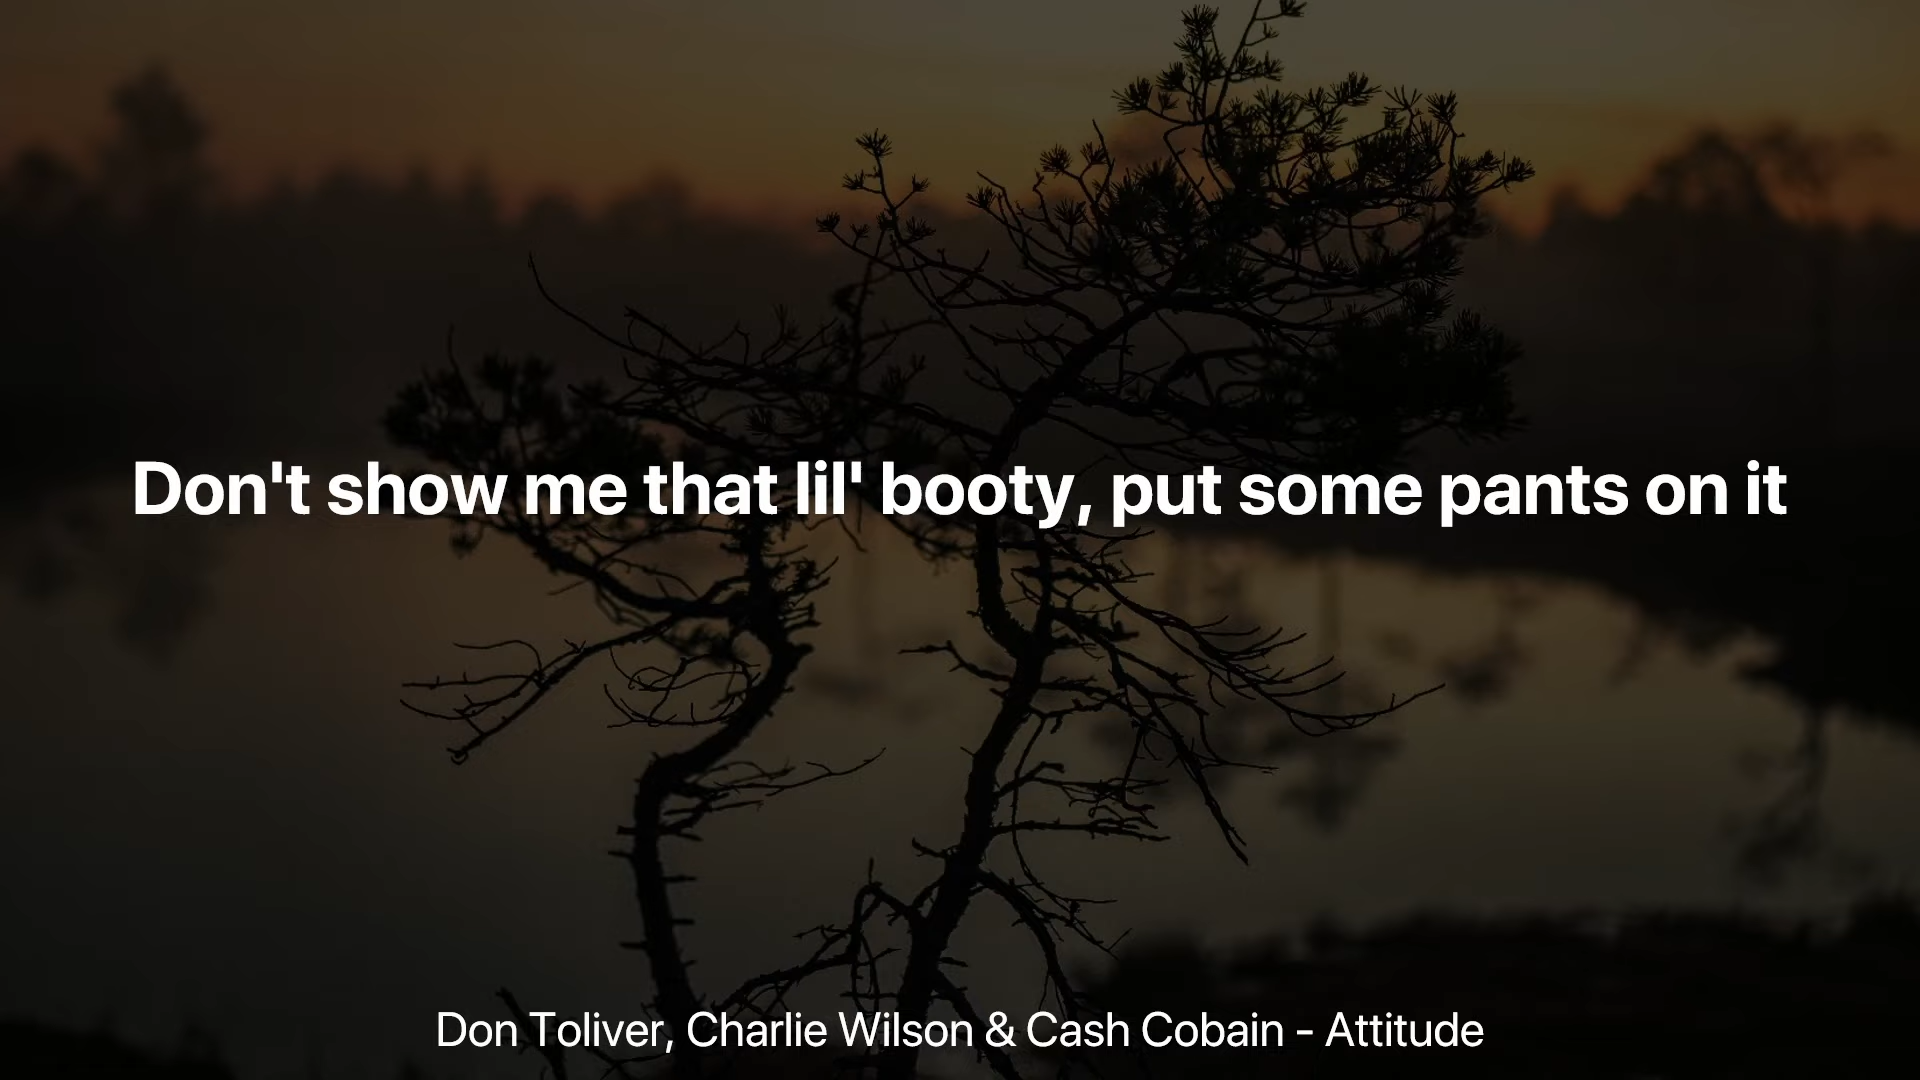 Don't show me that lil' booty, put some pants on it
Don Toliver, Charlie Wilson & Cash Cobain - Attitude